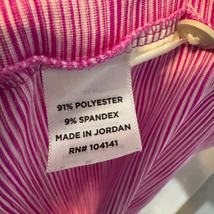 91% POLYESTER
9% SPANDEX
MADE IN JORDAN
RN# 104141